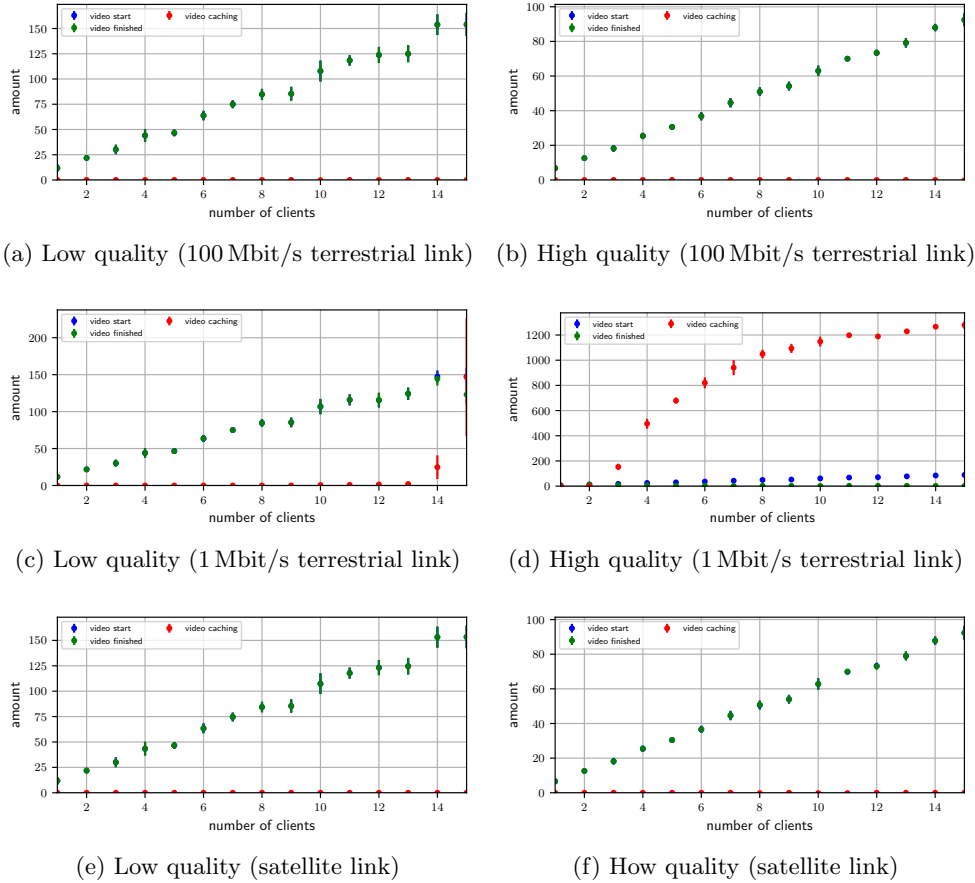 video start video caching
video finished
150
125
100
75
50
25
0
amount
2 4 6 8 10 12 14
number of clients
(a) Low quality (100 Mbit/s terrestrial link)
video start video caching
video finished
100
80
60
40
20
0
amount
2 4 6 8 10 12 14
number of clients
(b) High quality (100 Mbit/s terrestrial link)
video start video caching
video finished
200
150
100
50
0
amount
2 4 6 8 10 12 14
number of clients
(c) Low quality (1 Mbit/s terrestrial link)
video start video caching
video finished
1200
1000
800
600
400
200
0
amount
2 4 6 8 10 12 14
number of clients
(d) High quality (1 Mbit/s terrestrial link)
video start video caching
video finished
150
125
100
75
50
25
0
amount
2 4 6 8 10 12 14
number of clients
(e) Low quality (satellite link)
video start video caching
video finished
100
80
60
40
20
0
amount
2 4 6 8 10 12 14
number of clients
(f) How quality (satellite link)